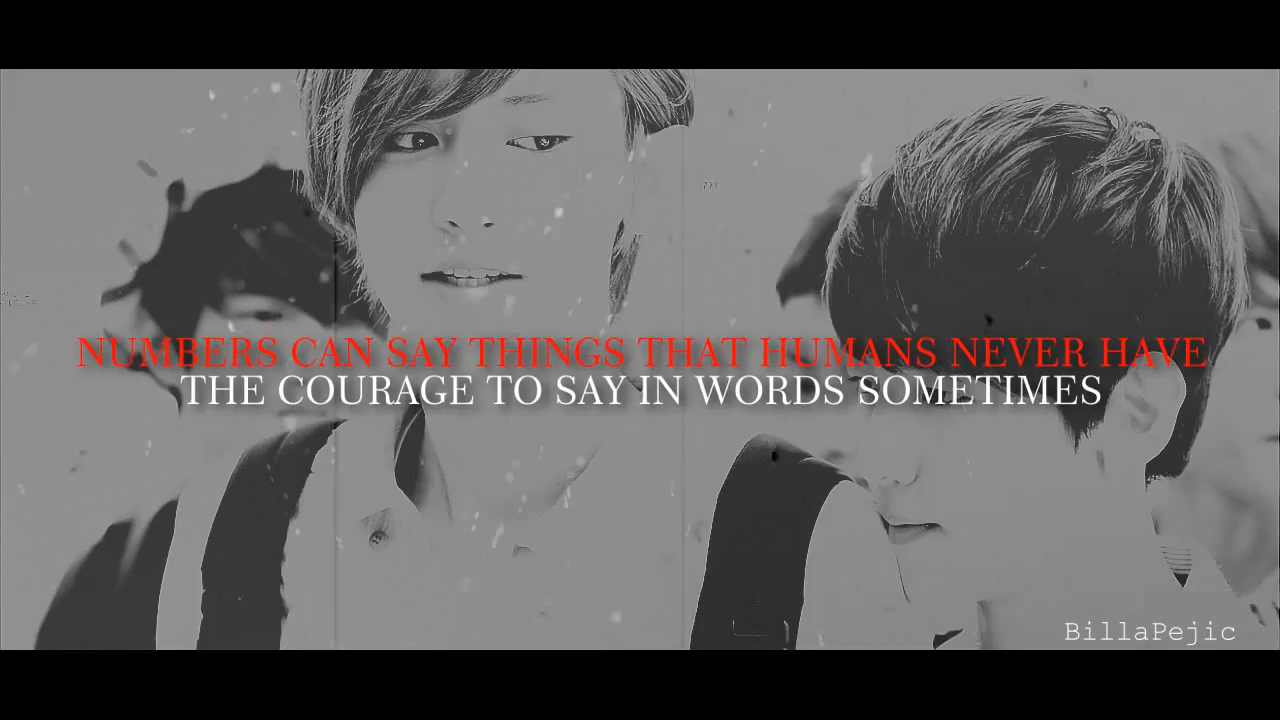 NUMBERS CAN SAY THINGS THAT HUMANS NEVER HAVE
THE COURAGE TO SAY IN WORDS SOMETIMES
BillaPejic